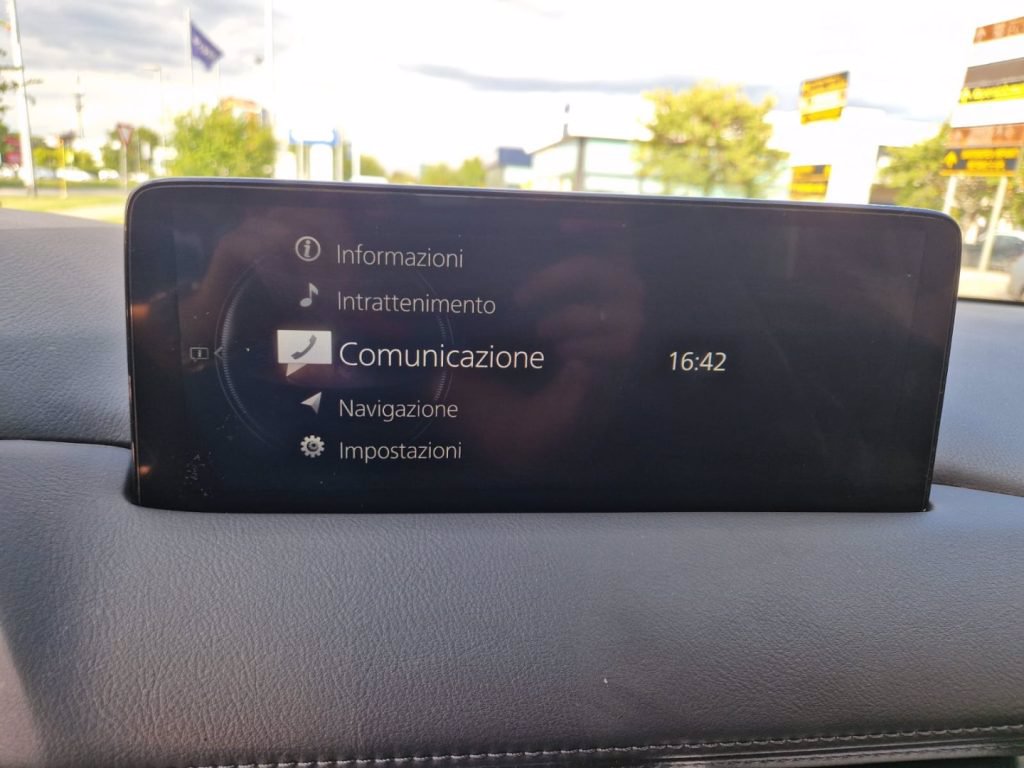 Informazioni
Intrattenimento
Comunicazione
16:42
Navigazione
Impostazioni